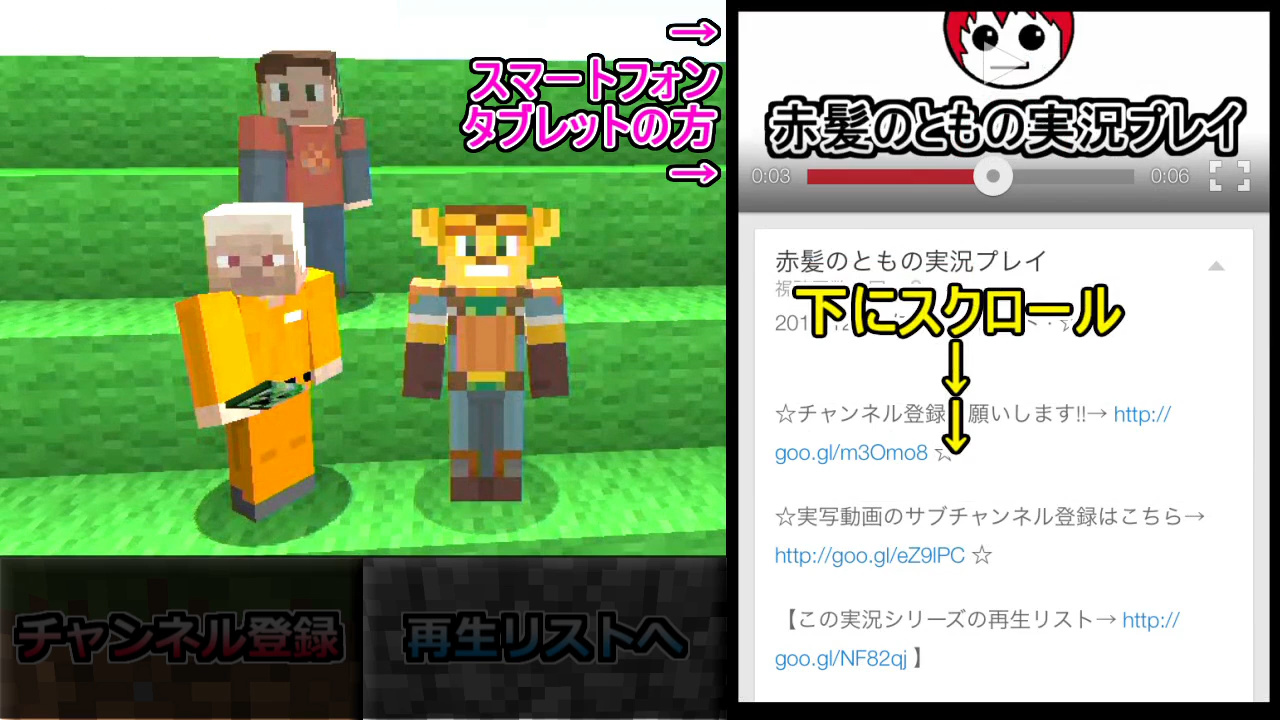 →
スマートフォン
タブレットの方
→
チャンネル登録
再生リストへ
赤髪のともの実況プレイ
0:03
0:06
赤髪のともの実況プレイ
下にスクロール
↓
↓
☆チャンネル登録 願いします!!→ http://
goo.gl/m3Omo8 ☆
☆実写動画のサブチャンネル登録はこちら→
http://goo.gl/eZ9IPC ☆
【この実況シリーズの再生リスト→ http://
goo.gl/NF82qj 】